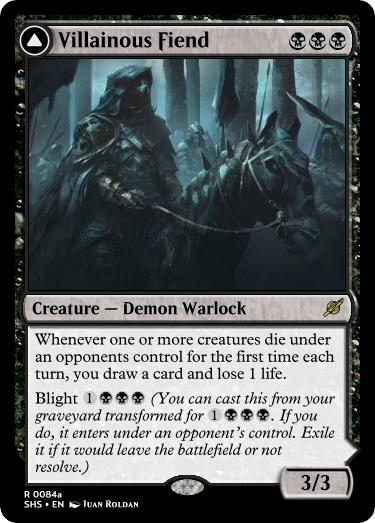 Villainous Fiend
Creature — Demon Warlock
Whenever one or more creatures die under
an opponents control for the first time each
turn, you draw a card and lose 1 life.
Blight 1 (You can cast this from your
graveyard transformed for 1 . If you
do, it enters under an opponent's control. Exile
it if it would leave the battlefield or not
resolve.)
3/3
R 0084a
SHS • EN Juan Roldan